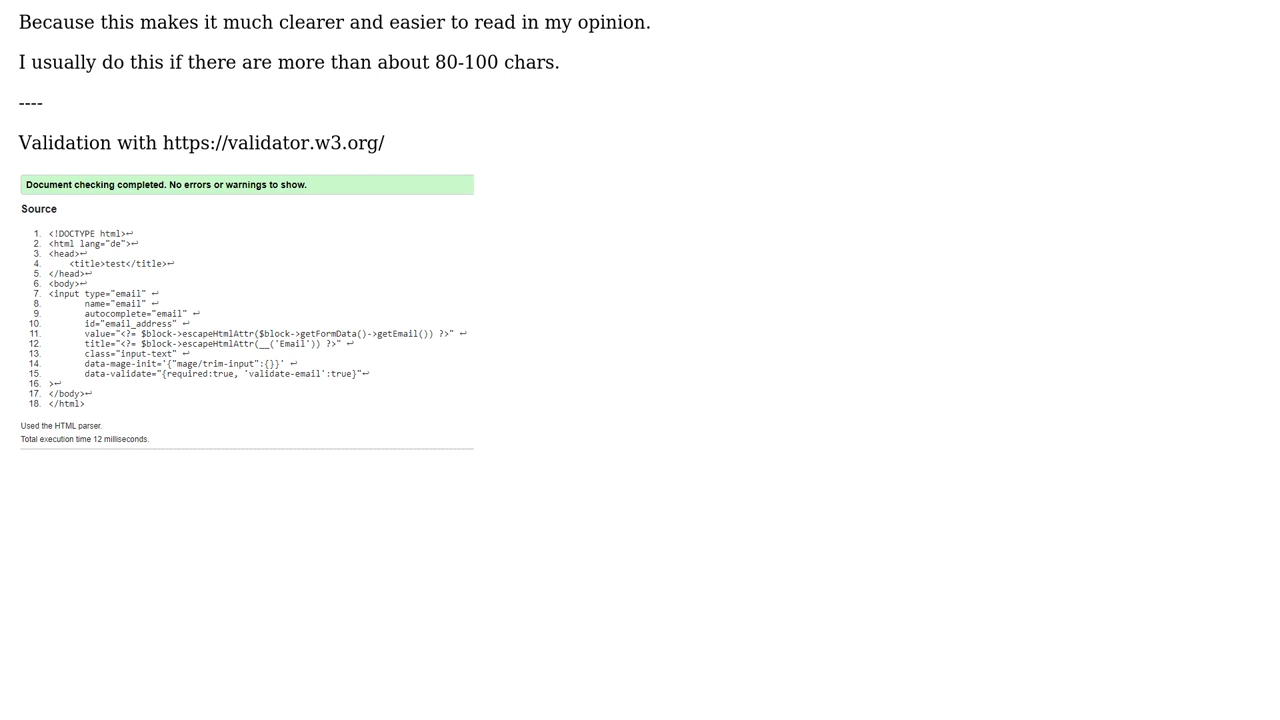 Because this makes it much clearer and easier to read in my opinion.
I usually do this if there are more than about 80-100 chars.
----
Validation with https://validator.w3.org/
Document checking completed. No errors or warnings to show.
Source
1. <!DOCTYPE html>↩
2. <html lang="de">↩
3. <head>↩
4.     <title>test</title>↩
5. </head>↩
6. <body>↩
7. <input type="email" ↩
8.        name="email" ↩
9.        autocomplete="email" ↩
10.        id="email_address" ↩
11.        value="<?= $block->escapeHtmlAttr($block->getFormData()->getEmail()) ?>" ↩
12.        title="<?= $block->escapeHtmlAttr(__('Email')) ?>" ↩
13.        class="input-text" ↩
14.        data-mage-init='{"mage/trim-input":{}}' ↩
15.        data-validate="{required:true, 'validate-email':true}"↩
16. >↩
17. </body>↩
18. </html>
Used the HTML parser.
Total execution time 12 milliseconds.